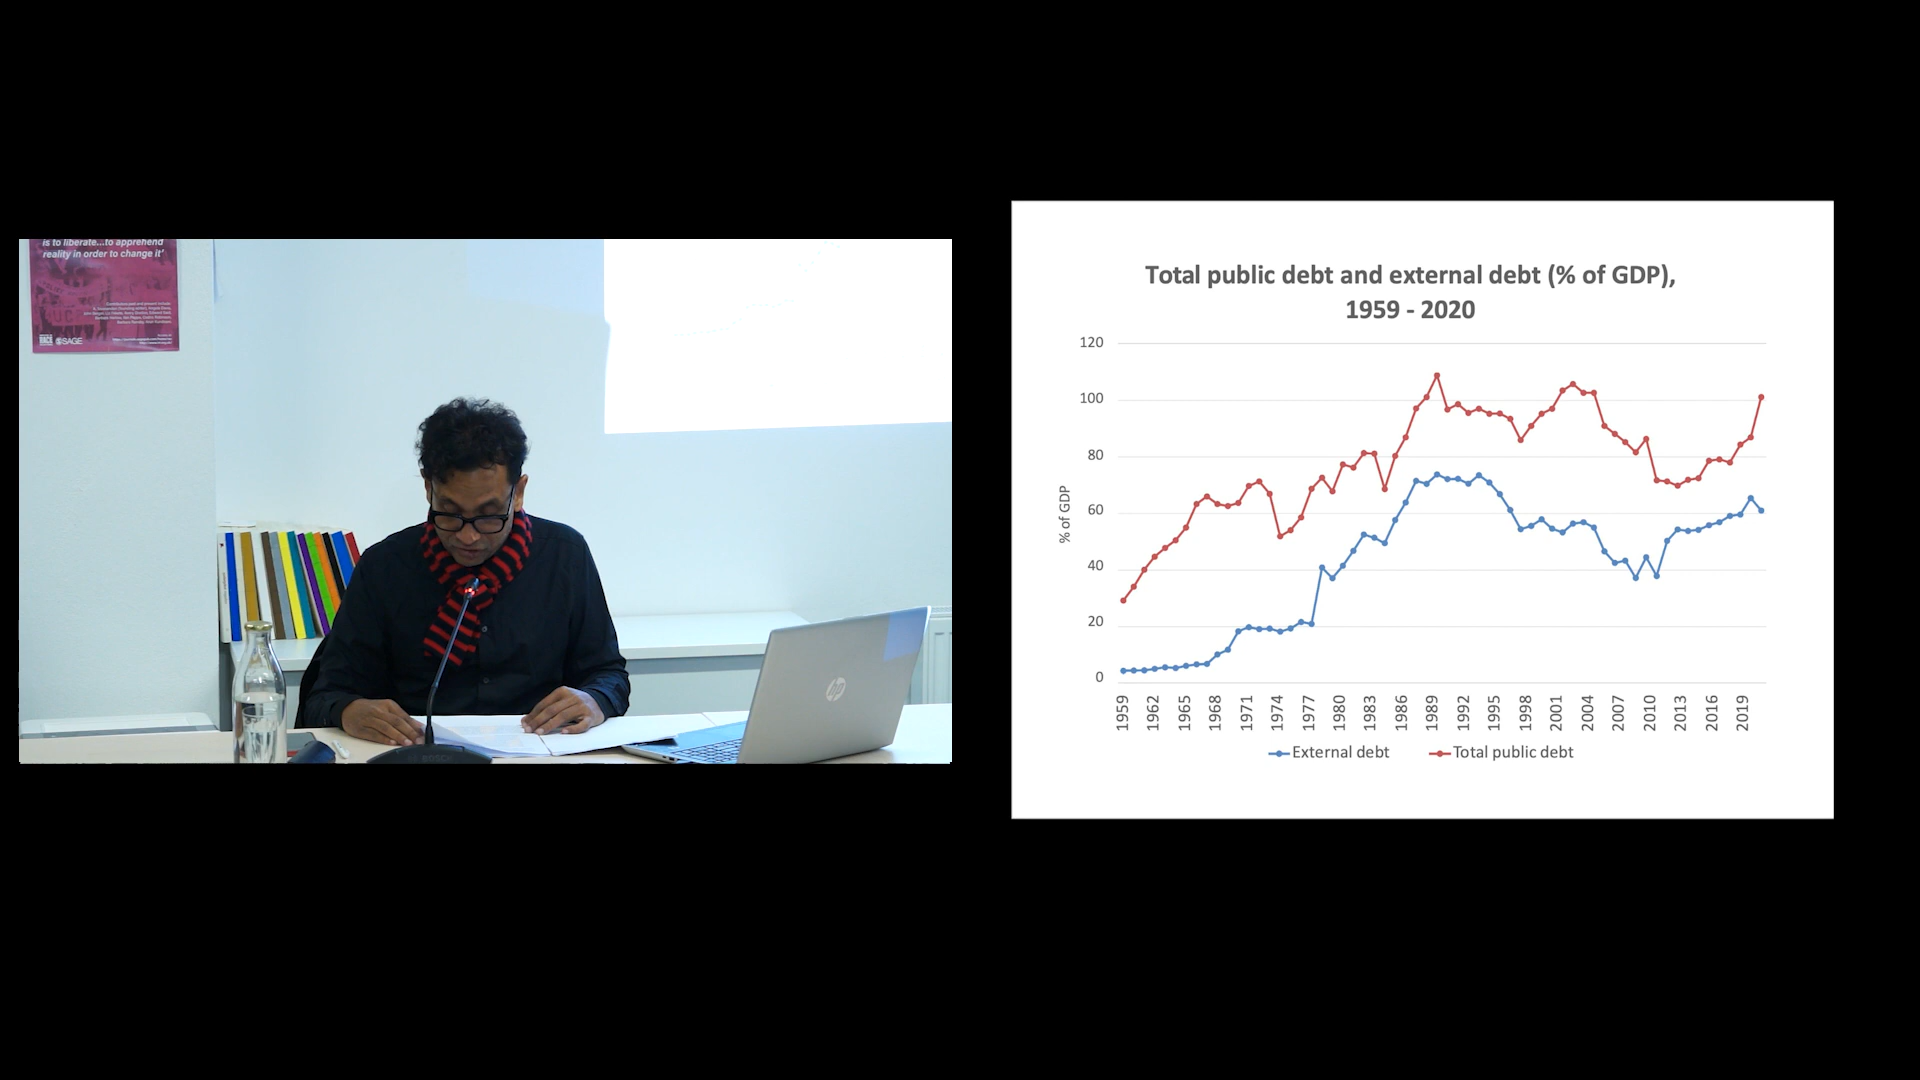 is to liberate...to apprehend
reality in order to change it'
SAGE
hp
BOSCH
Total public debt and external debt (% of GDP),
1959 - 2020
120
100
80
60
40
20
0
% of GDP
1959
1962
1965
1968
1971
1974
1977
1980
1983
1986
1989
1992
1995
1998
2001
2004
2007
2010
2013
2016
2019
External debt
Total public debt